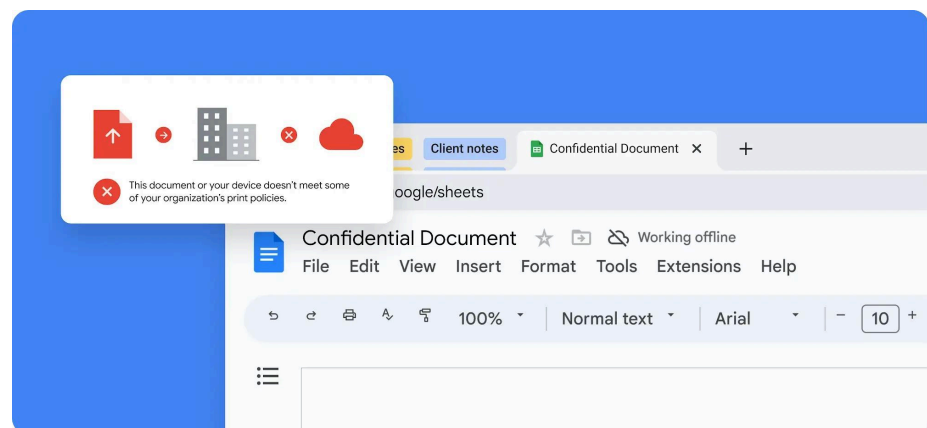 This document or your device doesn't meet some
of your organization's print policies.
es
Client notes
Confidential Document
oogle/sheets
Confidential Document
Working offline
File Edit View Insert Format Tools Extensions Help
100% Normal text Arial − 10 +